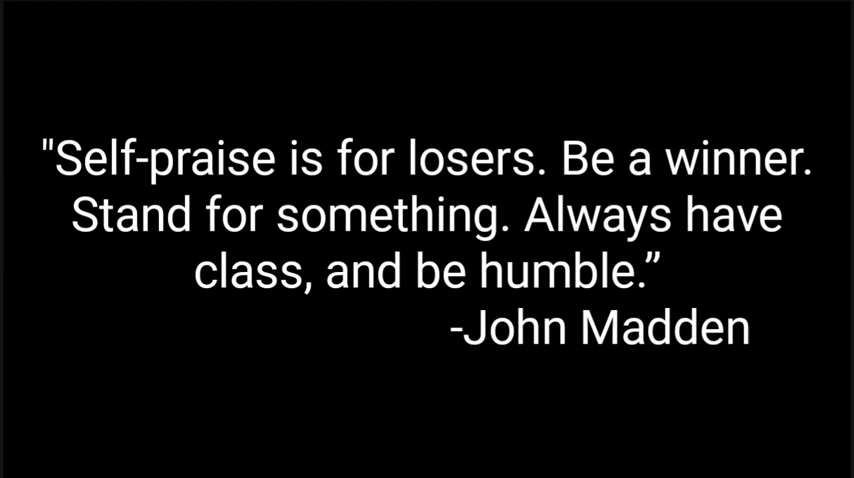 "Self-praise is for losers. Be a winner.
Stand for something. Always have
class, and be humble.”
-John Madden